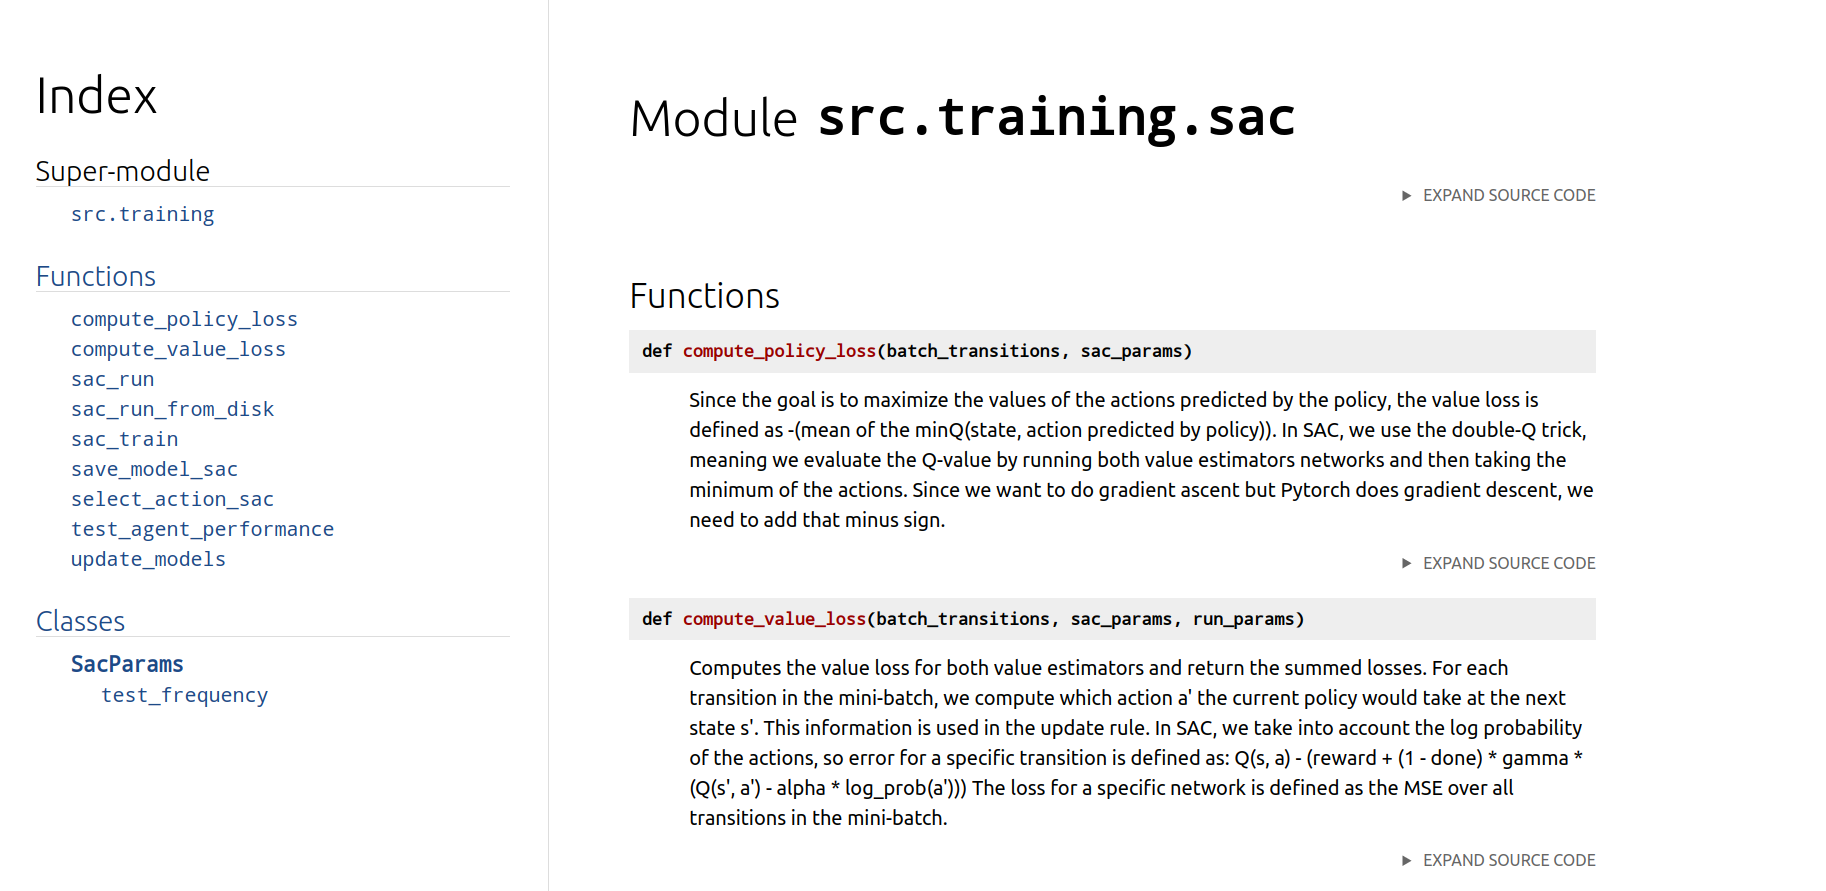 Index
Super-module
src.training
Functions
compute_policy_loss
compute_value_loss
sac_run
sac_run_from_disk
sac_train
save_model_sac
select_action_sac
test_agent_performance
update_models
Classes
SacParams
test_frequency
Module src.training.sac
EXPAND SOURCE CODE
Functions
def compute_policy_loss(batch_transitions, sac_params)
Since the goal is to maximize the values of the actions predicted by the policy, the value loss is
defined as -(mean of the minQ(state, action predicted by policy)). In SAC, we use the double-Q trick,
meaning we evaluate the Q-value by running both value estimators networks and then taking the
minimum of the actions. Since we want to do gradient ascent but Pytorch does gradient descent, we
need to add that minus sign.
EXPAND SOURCE CODE
def compute_value_loss(batch_transitions, sac_params, run_params)
Computes the value loss for both value estimators and return the summed losses. For each
transition in the mini-batch, we compute which action a' the current policy would take at the next
state s'. This information is used in the update rule. In SAC, we take into account the log probability
of the actions, so error for a specific transition is defined as: Q(s, a) - (reward + (1 - done) * gamma *
(Q(s', a') - alpha * log_prob(a'))) The loss for a specific network is defined as the MSE over all
transitions in the mini-batch.
EXPAND SOURCE CODE